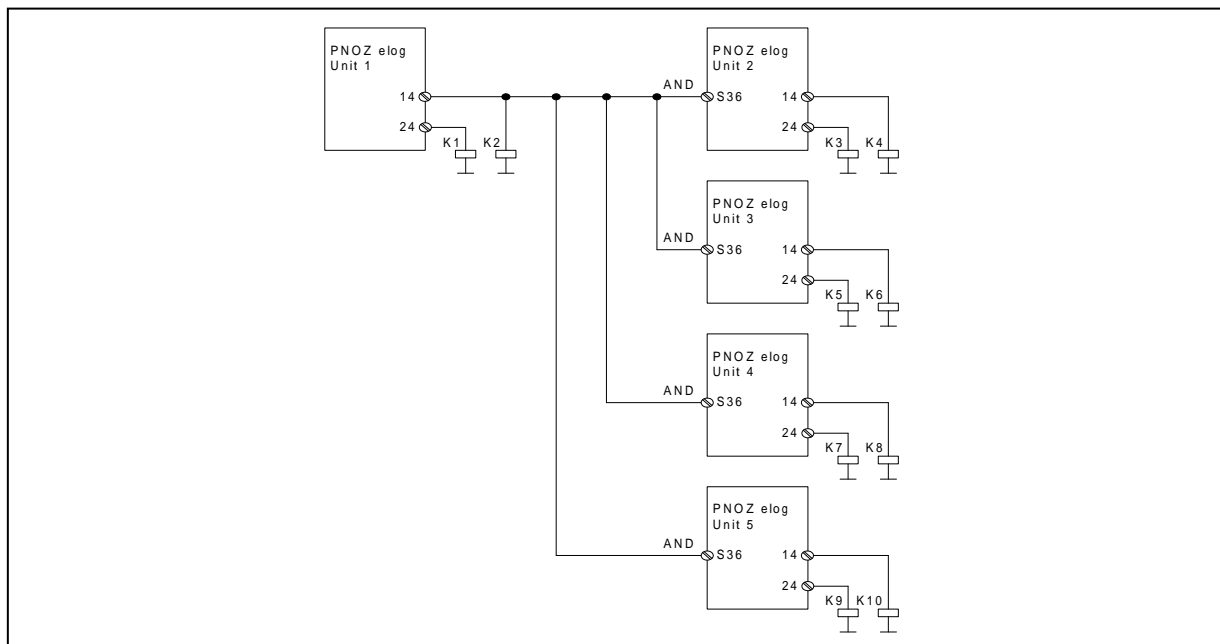 PNOZ elog
Unit 1
14
24
K1
K2
AND
PNOZ elog
Unit 2
S36
14
24
K3
K4
AND
PNOZ elog
Unit 3
S36
14
24
K5
K6
AND
PNOZ elog
Unit 4
S36
14
24
K7
K8
AND
PNOZ elog
Unit 5
S36
14
24
K9
K10